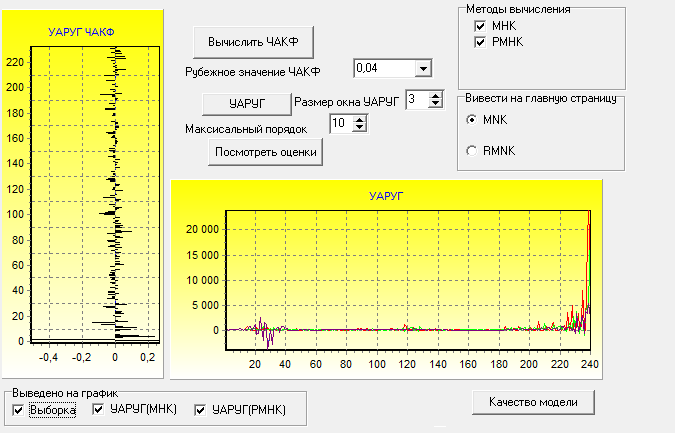 УАРУГ ЧАКФ
220
200
180
160
140
120
100
80
60
40
20
0
-0,4 -0,2 0 0,2
Вычислить ЧАКФ
Рубежное значение ЧАКФ 0,04
УАРУГ Размер окна УАРУГ 3
Максисальный порядок 10
Посмотреть оценки
Методы вычисления
МНК
РМНК
Вивести на главную страницу
MNK
RMNK
УАРУГ
20 000
15 000
10 000
5 000
0
20 40 60 80 100 120 140 160 180 200 220 240
Выведено на график
Выборка УАРУГ(МНК) УАРУГ(РМНК)
Качество модели